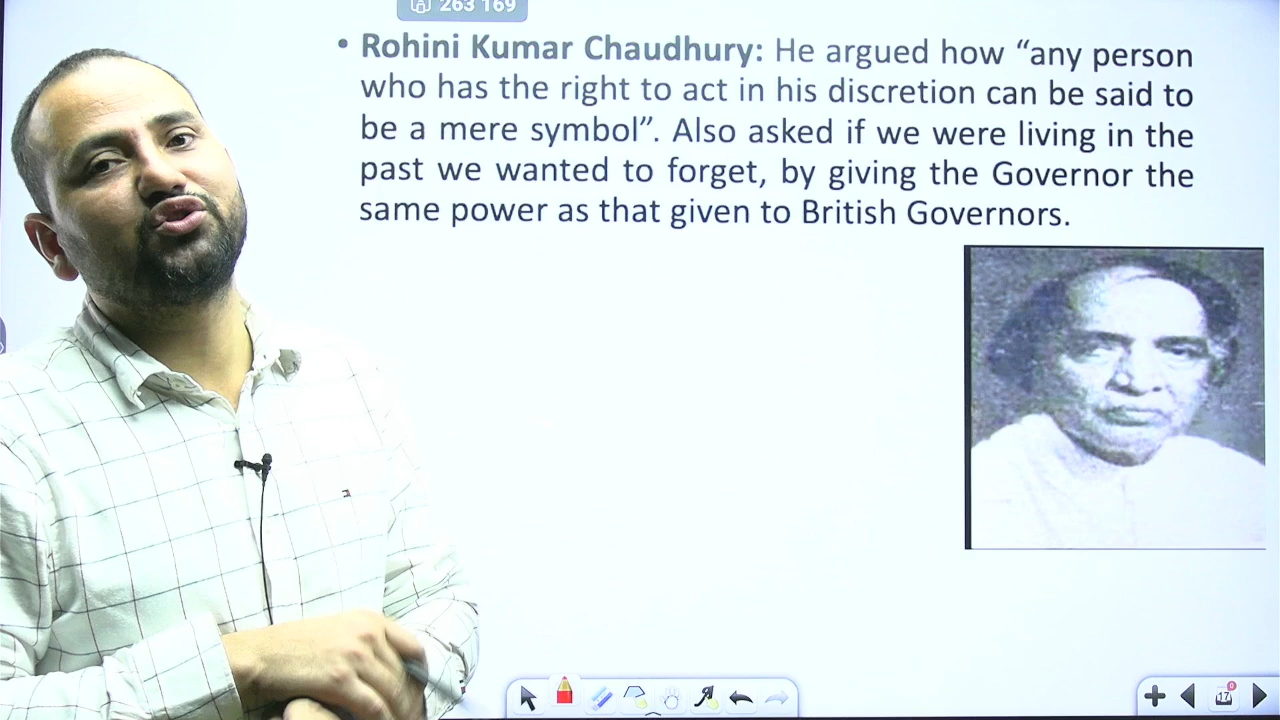 263 169
• Rohini Kumar Chaudhury: He argued how “any person
who has the right to act in his discretion can be said to
be a mere symbol”. Also asked if we were living in the
past we wanted to forget, by giving the Governor the
same power as that given to British Governors.
17